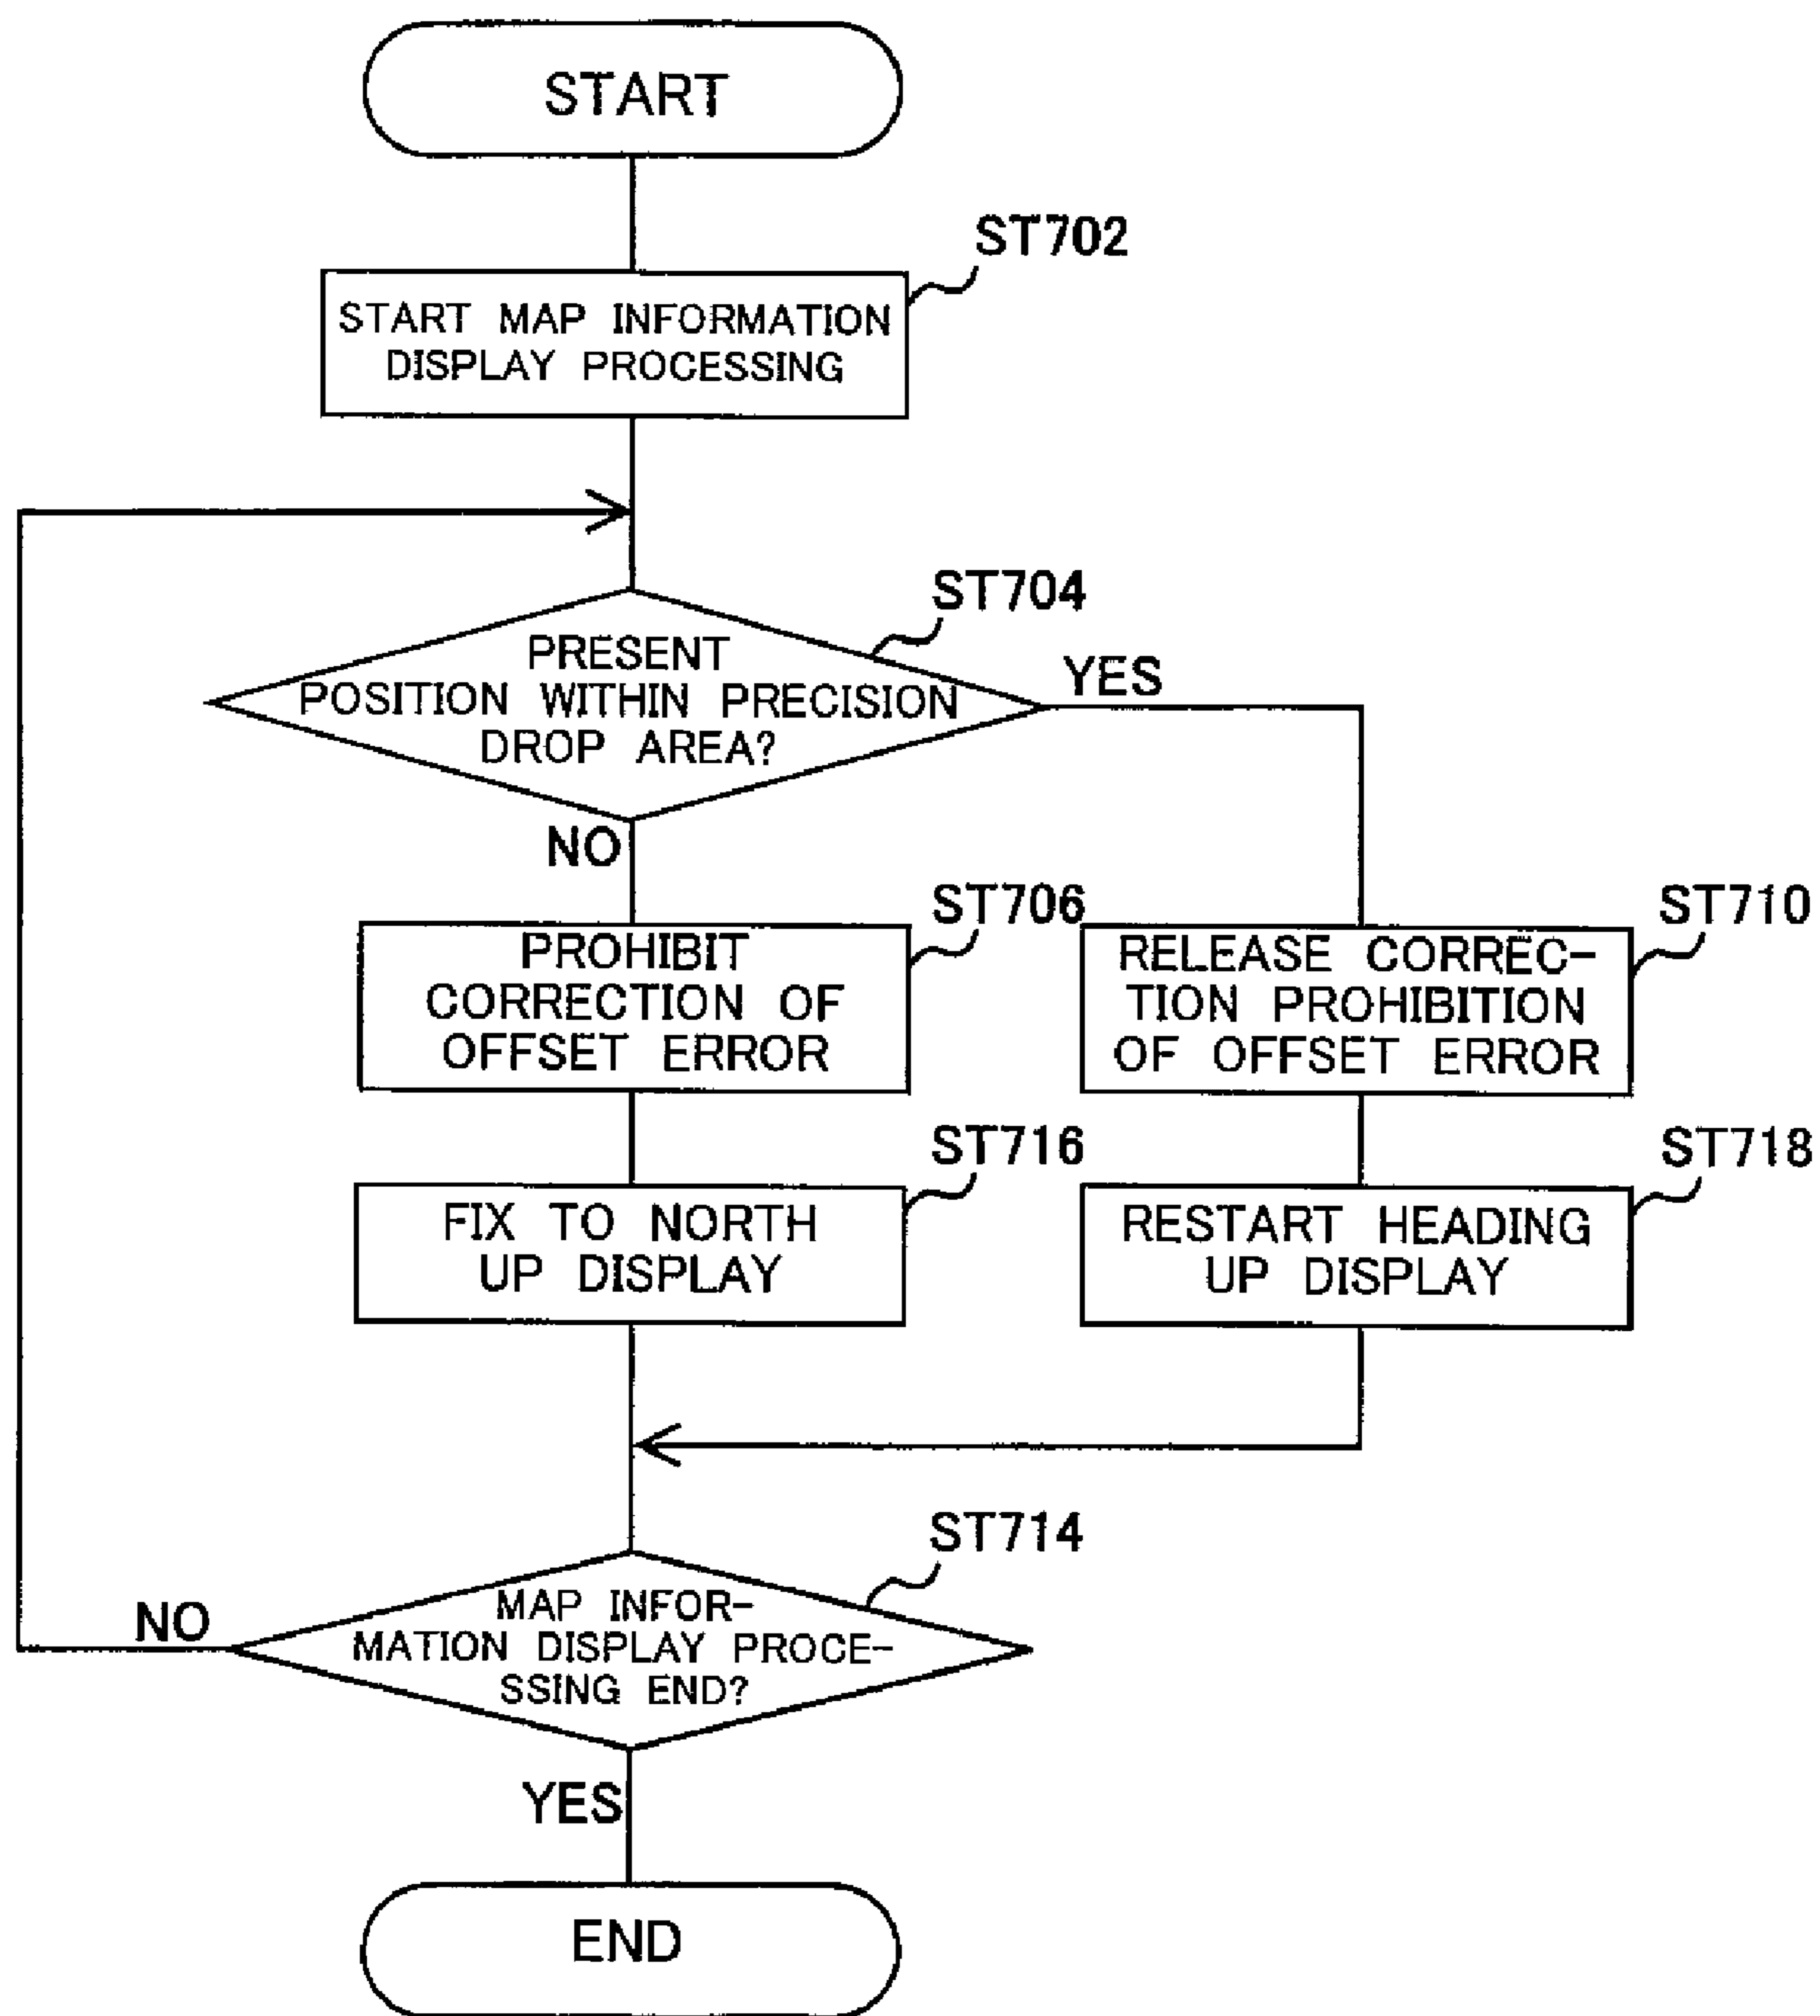 START
ST702
START MAP INFORMATION
DISPLAY PROCESSING
ST704
PRESENT
POSITION WITHIN PRECISION
DROP AREA?
YES
NO
ST706
PROHIBIT
CORRECTION OF
OFFSET ERROR
ST710
RELEASE CORREC-
TION PROHIBITION
OF OFFSET ERROR
ST716
FIX TO NORTH
UP DISPLAY
ST718
RESTART HEADING
UP DISPLAY
ST714
MAP INFOR-
MATION DISPLAY PROCE-
SSING END?
NO
YES
END